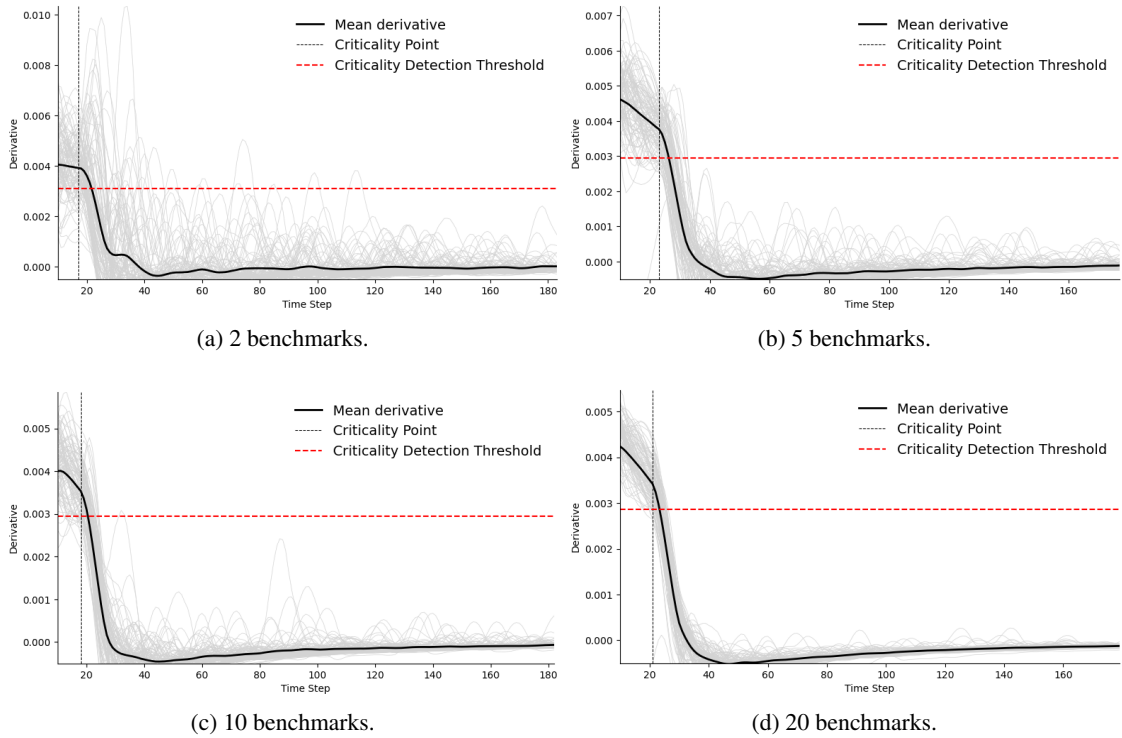 0.010
0.008
0.006
0.004
0.002
0.000
Derivative
Mean derivative
Criticality Point
Criticality Detection Threshold
20 40 60 80 100 120 140 160 180
Time Step
(a) 2 benchmarks.
0.007
0.006
0.005
0.004
0.003
0.002
0.001
0.000
Derivative
Mean derivative
Criticality Point
Criticality Detection Threshold
20 40 60 80 100 120 140 160
Time Step
(b) 5 benchmarks.
0.005
0.004
0.003
0.002
0.001
0.000
Derivative
Mean derivative
Criticality Point
Criticality Detection Threshold
20 40 60 80 100 120 140 160 180
Time Step
(c) 10 benchmarks.
0.005
0.004
0.003
0.002
0.001
0.000
Derivative
Mean derivative
Criticality Point
Criticality Detection Threshold
20 40 60 80 100 120 140 160
Time Step
(d) 20 benchmarks.